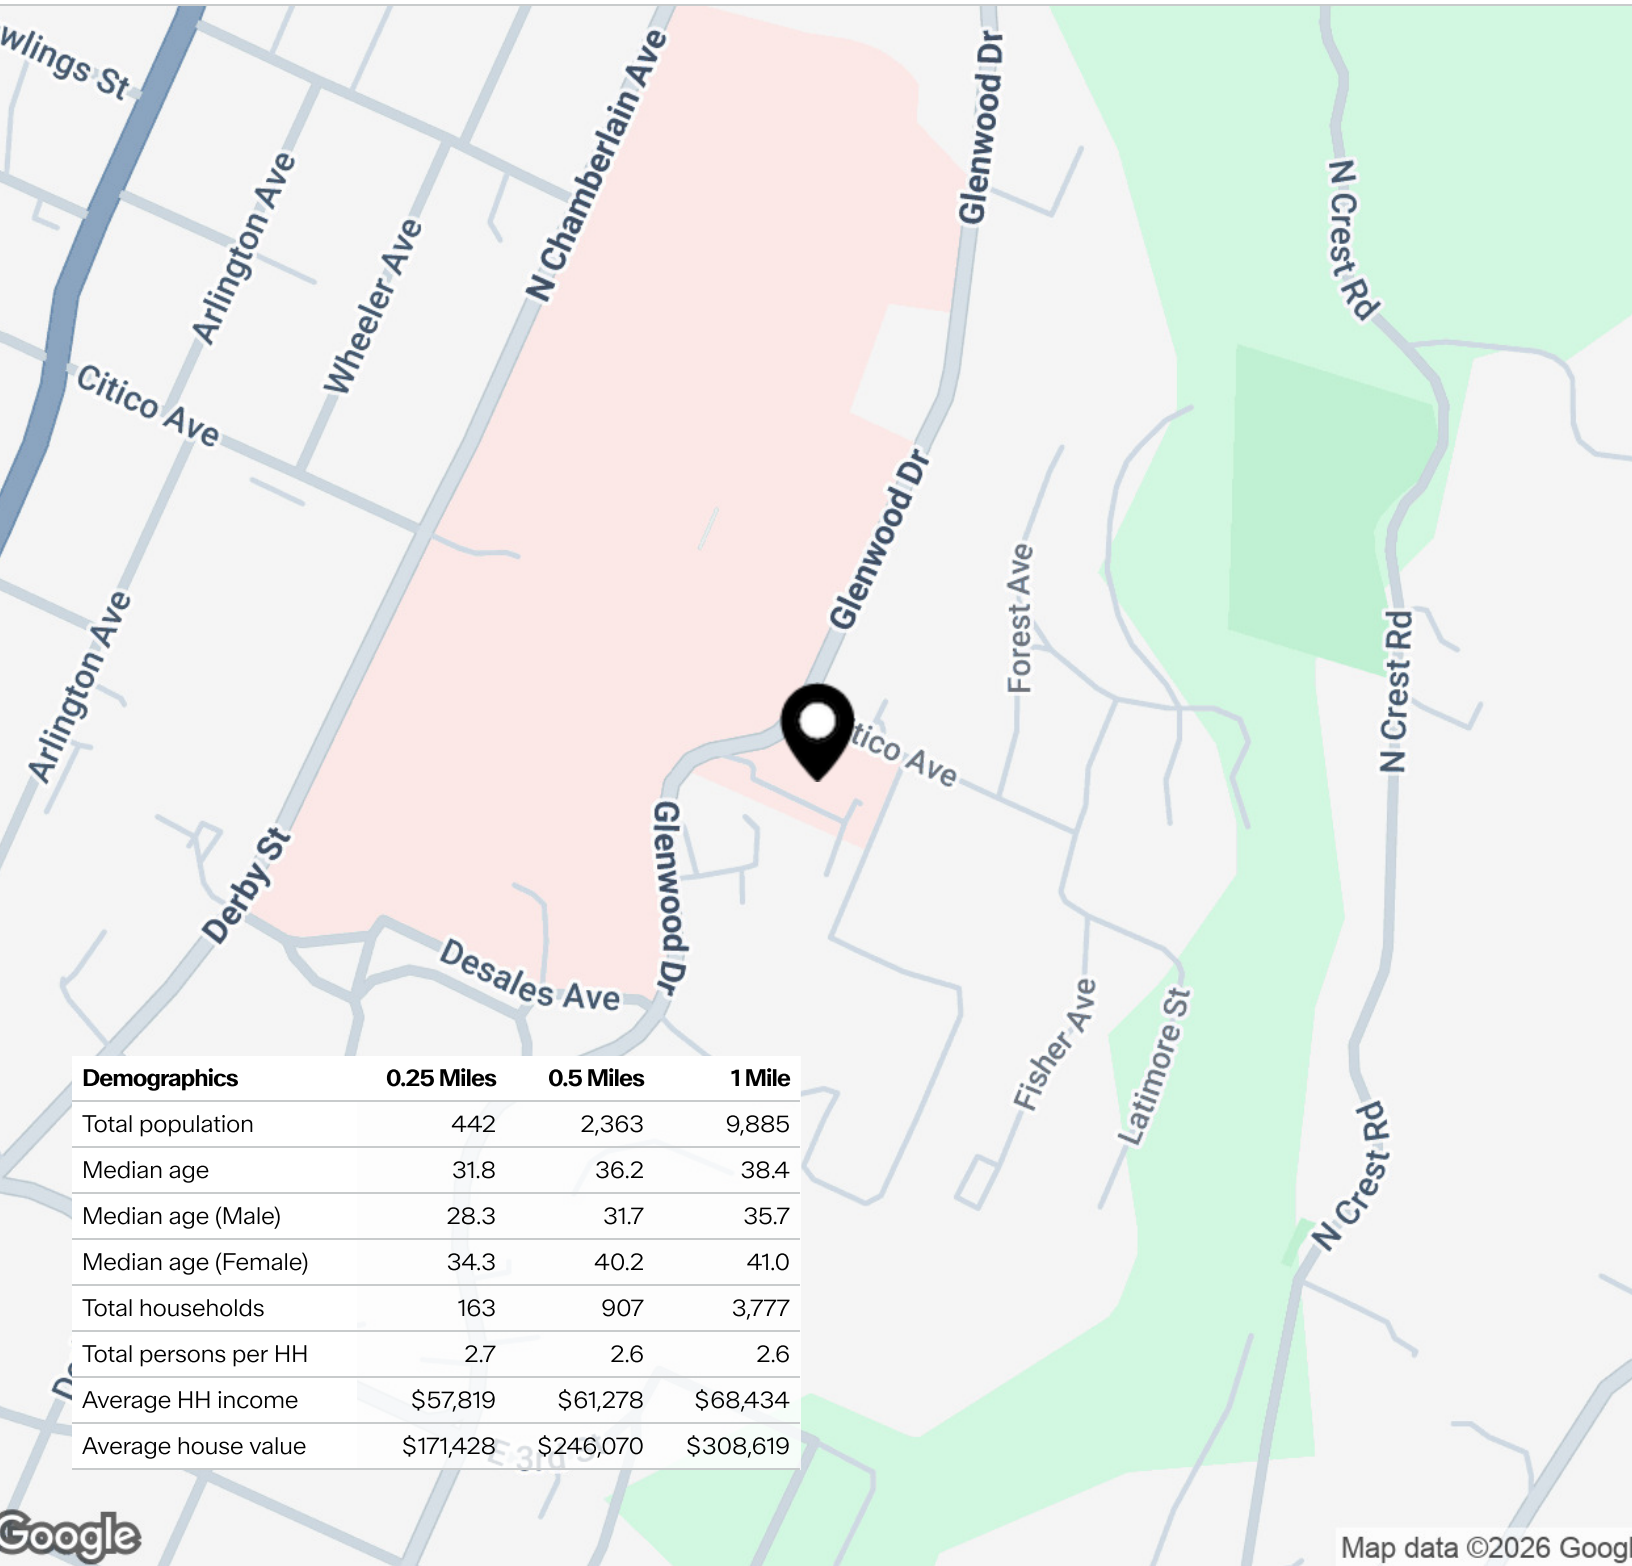 wlings St
N Chamberlain Ave
Glenwood Dr
Arlington Ave
N Crest Rd
Wheeler Ave
Citico Ave
Glenwood Dr
Forest Ave
Arlington Ave
N Crest Rd
tico Ave
Glenwood Dr
Derby St
Desales Ave
Fisher Ave
Latimore St
N Crest Rd
Demographics 0.25 Miles 0.5 Miles 1 Mile
Total population 442 2,363 9,885
Median age 31.8 36.2 38.4
Median age (Male) 28.3 31.7 35.7
Median age (Female) 34.3 40.2 41.0
Total households 163 907 3,777
Total persons per HH 2.7 2.6 2.6
Average HH income $57,819 $61,278 $68,434
Average house value $171,428 $246,070 $308,619
E 3rd St
Google
Map data ©2026 Googl